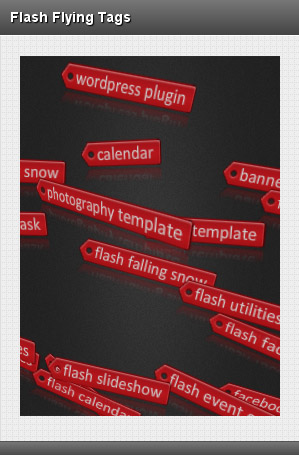 Flash Flying Tags
wordpress plugin
calendar
snow
banne
photography template
ask
template
flash falling snow
flash utilities
flash fac
es
flash slideshow
flash calenda
flash event
facebo